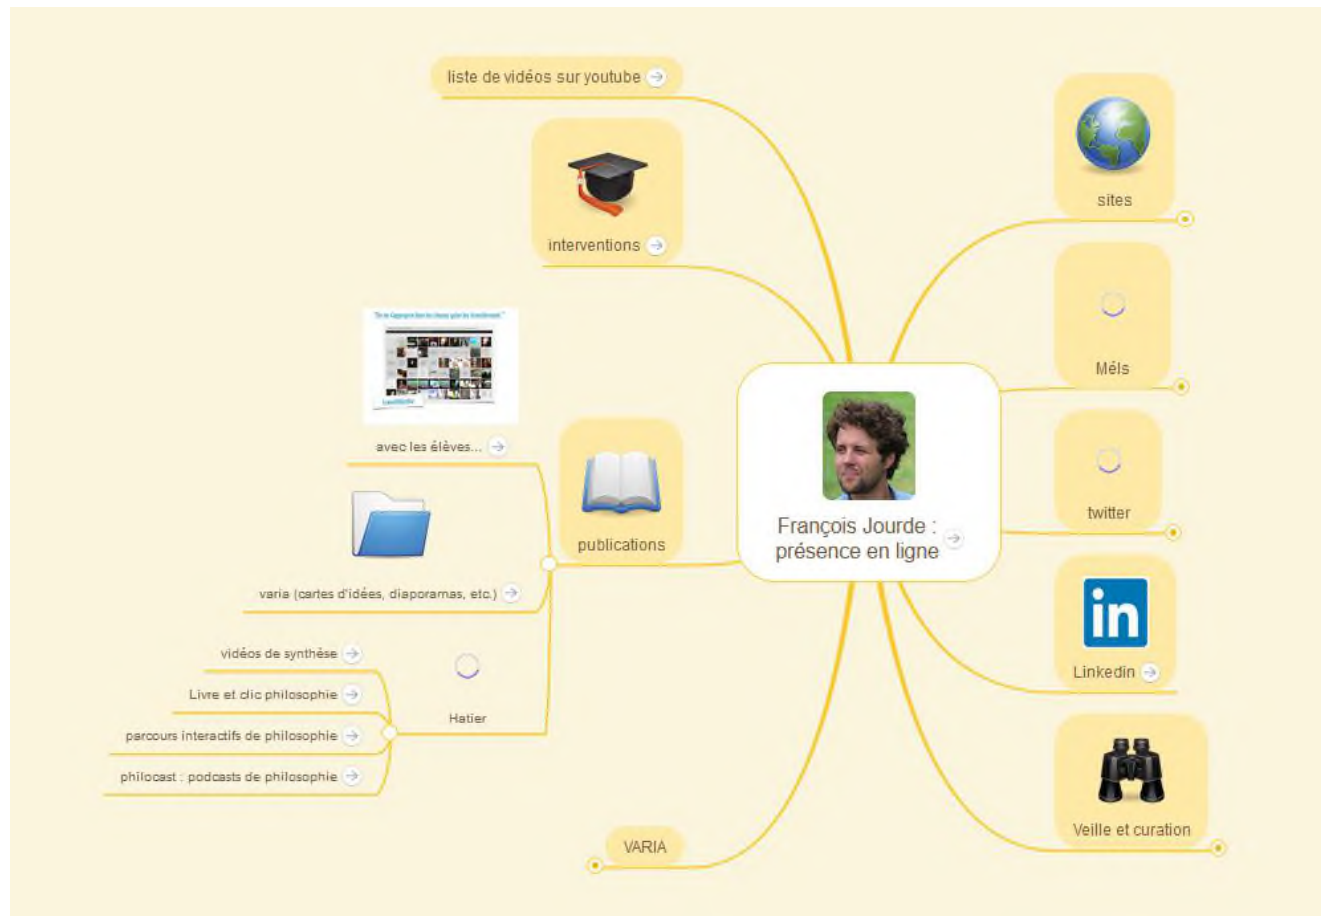 liste de vidéos sur youtube
interventions
avec les élèves...
publications
varia (cartes d'idées, diaporamas, etc.)
vidéos de synthèse
Livre et clic philosophie
parcours interactifs de philosophie
philocast : podcasts de philosophie
Hatier
VARIA
François Jourde :
présence en ligne
sites
Méls
twitter
in
Linkedin
Veille et curation